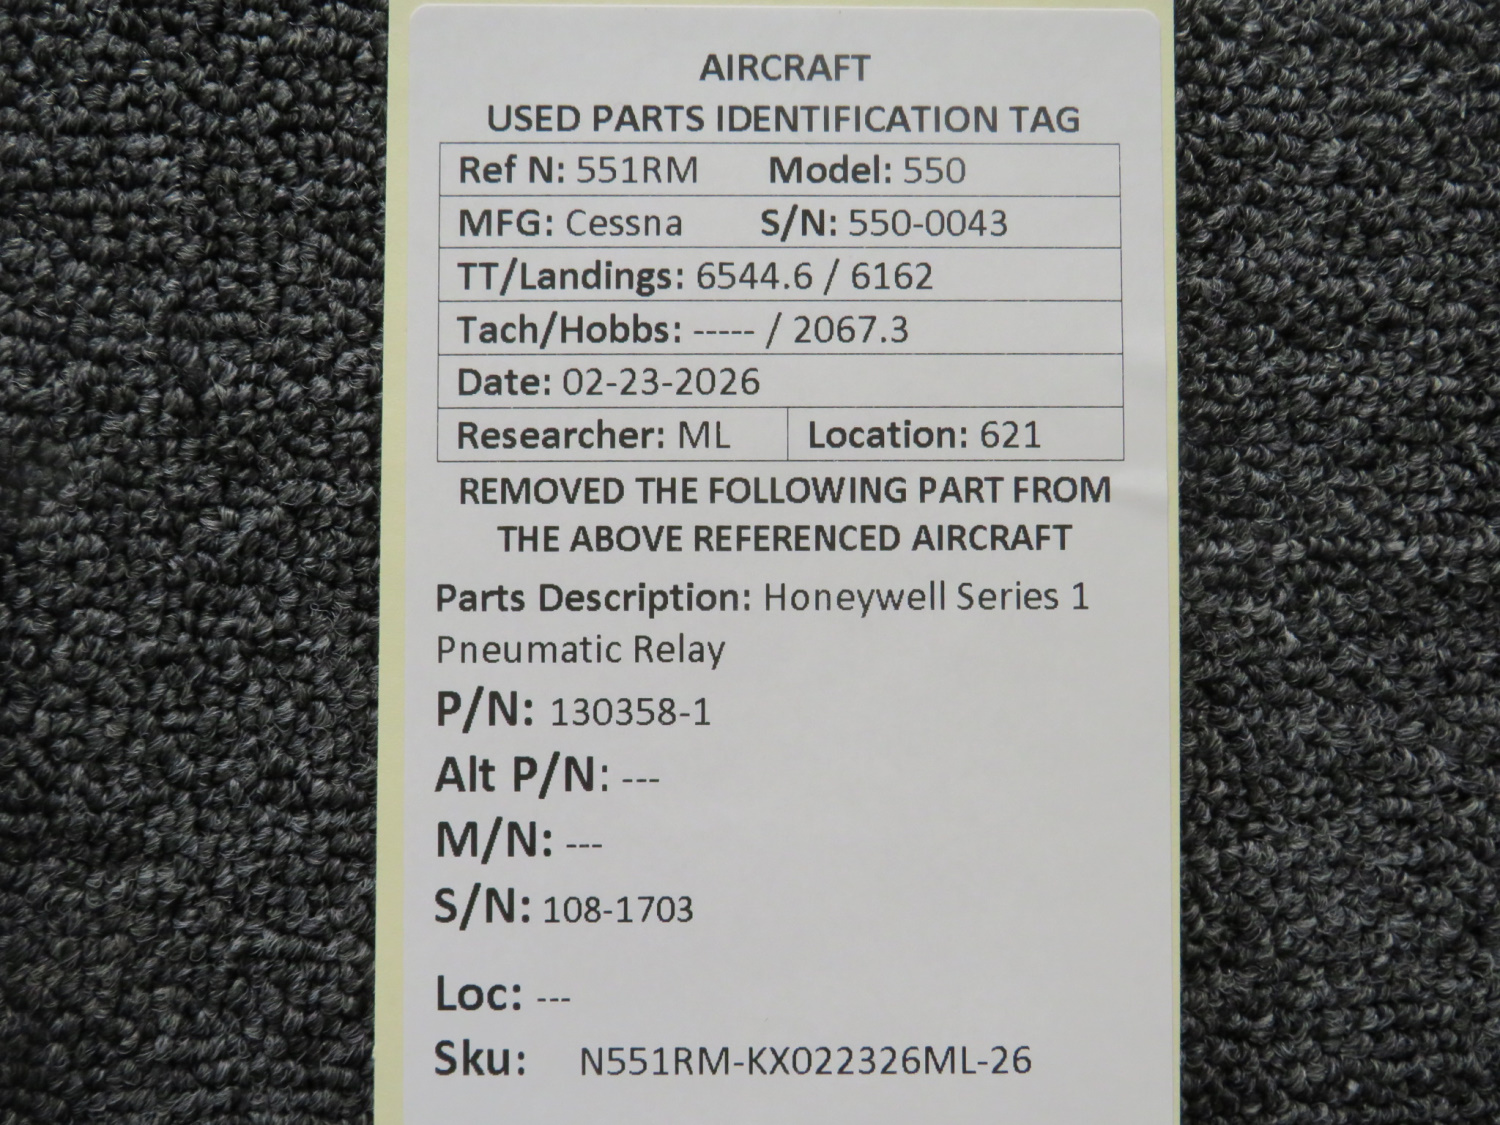 AIRCRAFT
USED PARTS IDENTIFICATION TAG
Ref N: 551RM Model: 550
MFG: Cessna S/N: 550-0043
TT/Landings: 6544.6 / 6162
Tach/Hobbs: ----- / 2067.3
Date: 02-23-2026
Researcher: ML Location: 621
REMOVED THE FOLLOWING PART FROM
THE ABOVE REFERENCED AIRCRAFT
Parts Description: Honeywell Series 1
Pneumatic Relay
P/N: 130358-1
Alt P/N: ---
M/N: ---
S/N: 108-1703
Loc: ---
Sku: N551RM-KX022326ML-26